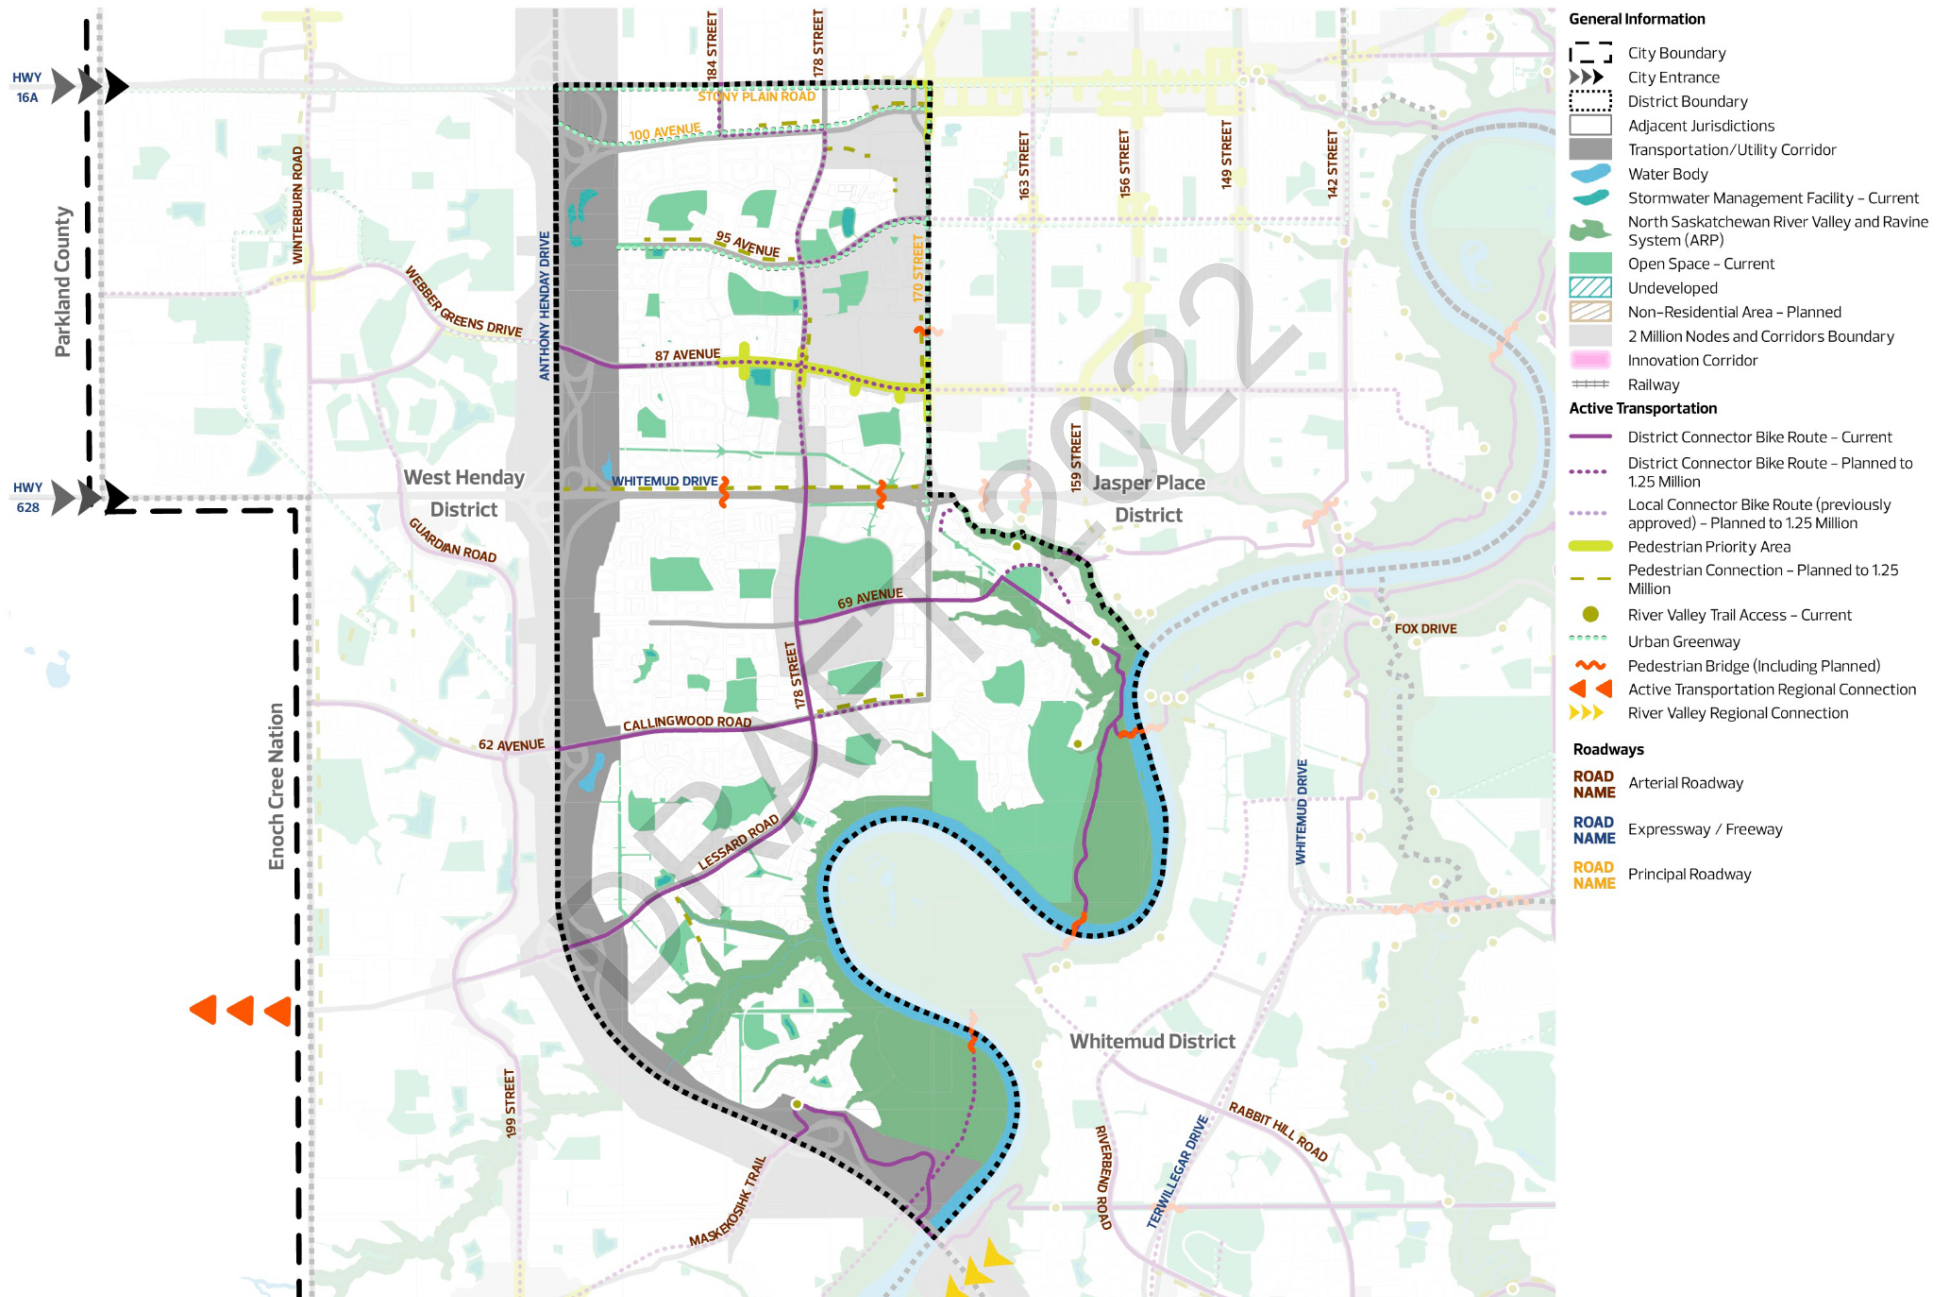 184 STREET
178 STREET
HWY
16A
STONY PLAIN ROAD
100 AVENUE
WINTERBURN ROAD
163 STREET
156 STREET
149 STREET
142 STREET
Parkland County
ANTHONY HENDAY DRIVE
95 AVENUE
170 STREET
WEBBER GREENS DRIVE
87 AVENUE
159 STREET
West Henday
District
WHITEMUD DRIVE
Jasper Place
District
HWY
628
GUARDIAN ROAD
69 AVENUE
FOX DRIVE
178 STREET
Enoch Cree Nation
CALLINGWOOD ROAD
62 AVENUE
WHITEMUD DRIVE
LESSARD ROAD
DRAFT 2022
Whitemud District
199 STREET
MASKEKOSIHK TRAIL
RIVERBEND ROAD
TERWILLEGAR DRIVE
RABBIT HILL ROAD
General Information
City Boundary
City Entrance
District Boundary
Adjacent Jurisdictions
Transportation/Utility Corridor
Water Body
Stormwater Management Facility - Current
North Saskatchewan River Valley and Ravine
System (ARP)
Open Space - Current
Undeveloped
Non-Residential Area - Planned
2 Million Nodes and Corridors Boundary
Innovation Corridor
Railway
Active Transportation
District Connector Bike Route - Current
District Connector Bike Route - Planned to
1.25 Million
Local Connector Bike Route (previously
approved) - Planned to 1.25 Million
Pedestrian Priority Area
Pedestrian Connection - Planned to 1.25
Million
River Valley Trail Access - Current
Urban Greenway
Pedestrian Bridge (Including Planned)
Active Transportation Regional Connection
River Valley Regional Connection
Roadways
ROAD
NAME
Arterial Roadway
ROAD
NAME
Expressway / Freeway
ROAD
NAME
Principal Roadway